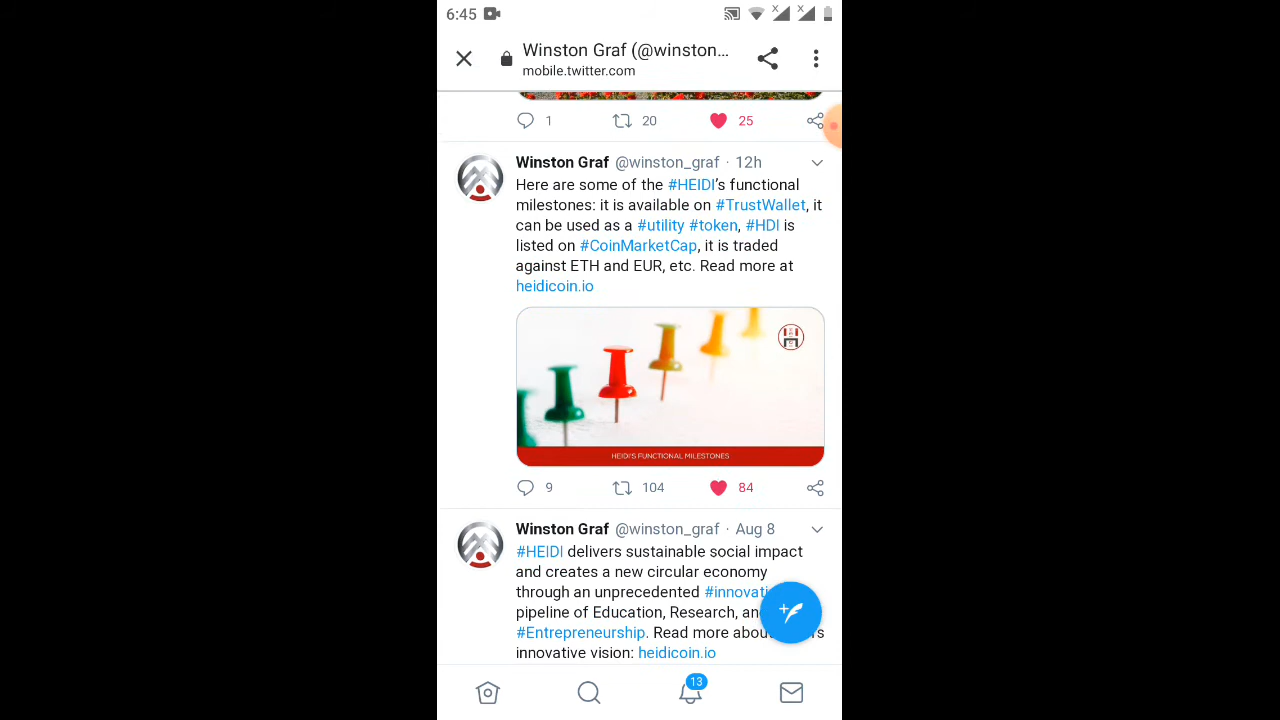 6:45
Winston Graf (@winston...
mobile.twitter.com
1 20 25
Winston Graf @winston_graf · 12h
Here are some of the #HEIDI's functional
milestones: it is available on #TrustWallet, it
can be used as a #utility #token, #HDI is
listed on #CoinMarketCap, it is traded
against ETH and EUR, etc. Read more at
heidicoin.io
HEIDI'S FUNCTIONAL MILESTONES
9 104 84
Winston Graf @winston_graf · Aug 8
#HEIDI delivers sustainable social impact
and creates a new circular economy
through an unprecedented
pipeline of Education, Research,
#Entrepreneurship. Read more
innovative vision: heidicoin.io
13